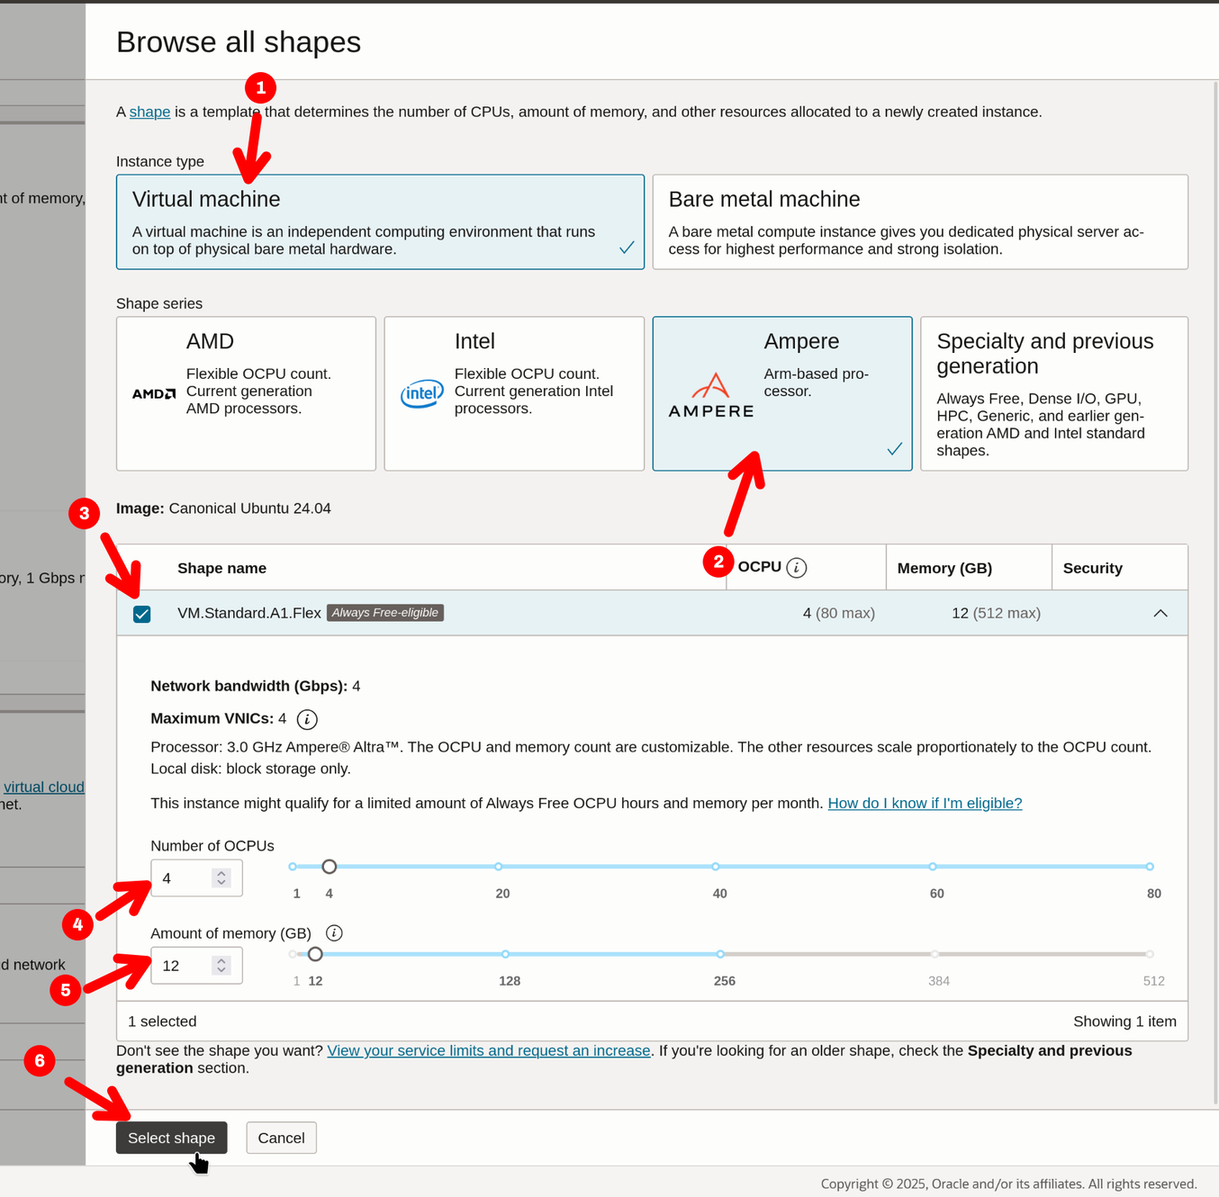 Browse all shapes
1
A shape is a template that determines the number of CPUs, amount of memory, and other resources allocated to a newly created instance.
Instance type
nt of memory,
Virtual machine
A virtual machine is an independent computing environment that runs
on top of physical bare metal hardware.
Bare metal machine
A bare metal compute instance gives you dedicated physical server ac-
cess for highest performance and strong isolation.
Shape series
AMD
Flexible OCPU count.
Current generation
AMD processors.
AMD
Intel
Flexible OCPU count.
Current generation Intel
processors.
intel
Ampere
Arm-based pro-
cessor.
AMPERE
Specialty and previous
generation
Always Free, Dense I/O, GPU,
HPC, Generic, and earlier gen-
eration AMD and Intel standard
shapes.
3
Image: Canonical Ubuntu 24.04
2
ory, 1 Gbps n
Shape name
OCPU i
Memory (GB)
Security
VM.Standard.A1.Flex Always Free-eligible
4 (80 max)
12 (512 max)
Network bandwidth (Gbps): 4
Maximum VNICs: 4 i
Processor: 3.0 GHz Ampere® Altra™. The OCPU and memory count are customizable. The other resources scale proportionately to the OCPU count.
Local disk: block storage only.
virtual cloud
net.
This instance might qualify for a limited amount of Always Free OCPU hours and memory per month. How do I know if I'm eligible?
Number of OCPUs
4
1 4 20 40 60 80
4
Amount of memory (GB) i
12
1 12 128 256 384 512
d network
5
1 selected
Showing 1 item
6
Don't see the shape you want? View your service limits and request an increase. If you're looking for an older shape, check the Specialty and previous
generation section.
Select shape
Cancel
Copyright © 2025, Oracle and/or its affiliates. All rights reserved.